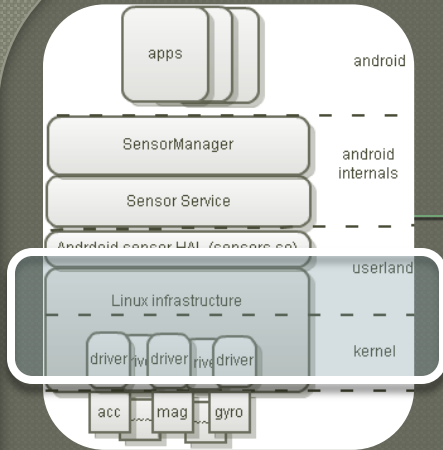 apps
android
SensorManager
android
internals
Sensor Service
Andrdoid sensor HAL (sensors.so)
userland
Linux infrastructure
driver driver driver
kernel
acc ~~~ mag ~~ gyro